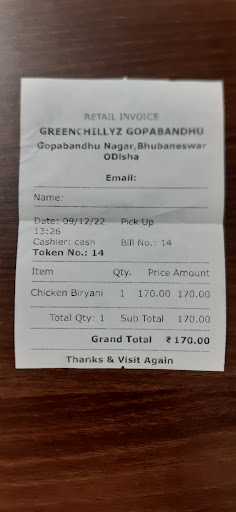 RETAIL INVOICE
GREENCHILLYZ GOPABANDHU
Gopabandhu Nagar,Bhubaneswar
ODisha
Email:
Name:
Date: 09/12/22 Pick Up
13:26
Cashier: cash Bill No.: 14
Token No.: 14
Item Qty. Price Amount
Chicken Biryani 1 170.00 170.00
Total Qty: 1 Sub Total 170.00
Grand Total ₹170.00
Thanks & Visit Again